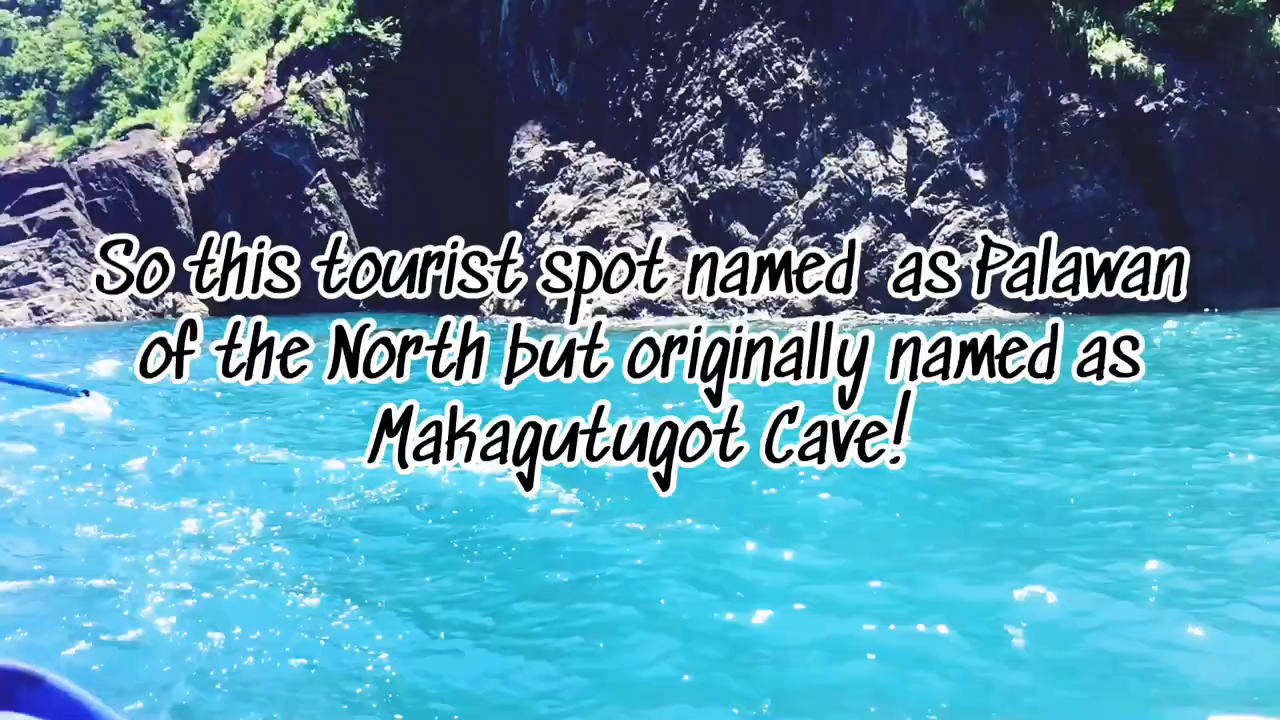 So this tourist spot named as Palawan
of the North but originally named as
Makagutugot Cave!